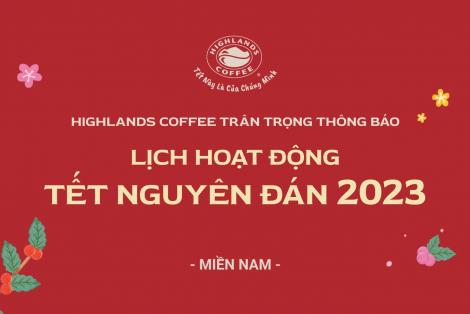 HIGHLANDS
COFFEE
®
Tết Này Là Của Chúng Mình
HIGHLANDS COFFEE TRÂN TRỌNG THÔNG BÁO
LỊCH HOẠT ĐỘNG
TẾT NGUYÊN ĐÁN 2023
- MIỀN NAM -